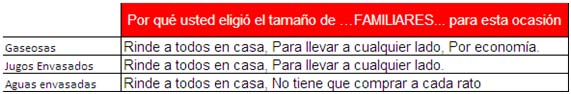 Por qué usted eligió el tamaño de …FAMILIARES... para esta ocasión
Gaseosas Rinde a todos en casa, Para llevar a cualquier lado, Por economía.
Jugos Envasados Rinde a todos en casa, Para llevar a cualquier lado.
Aguas envasadas Rinde a todos en casa, No tiene que comprar a cada rato